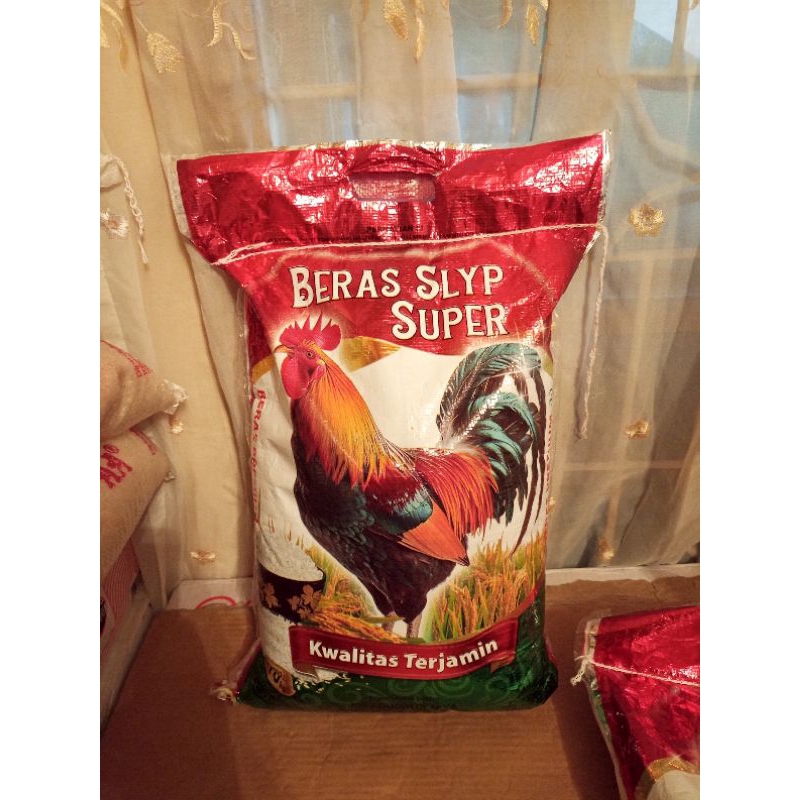 BERAS SLYP
SUPER
Kwalitas Terjamin